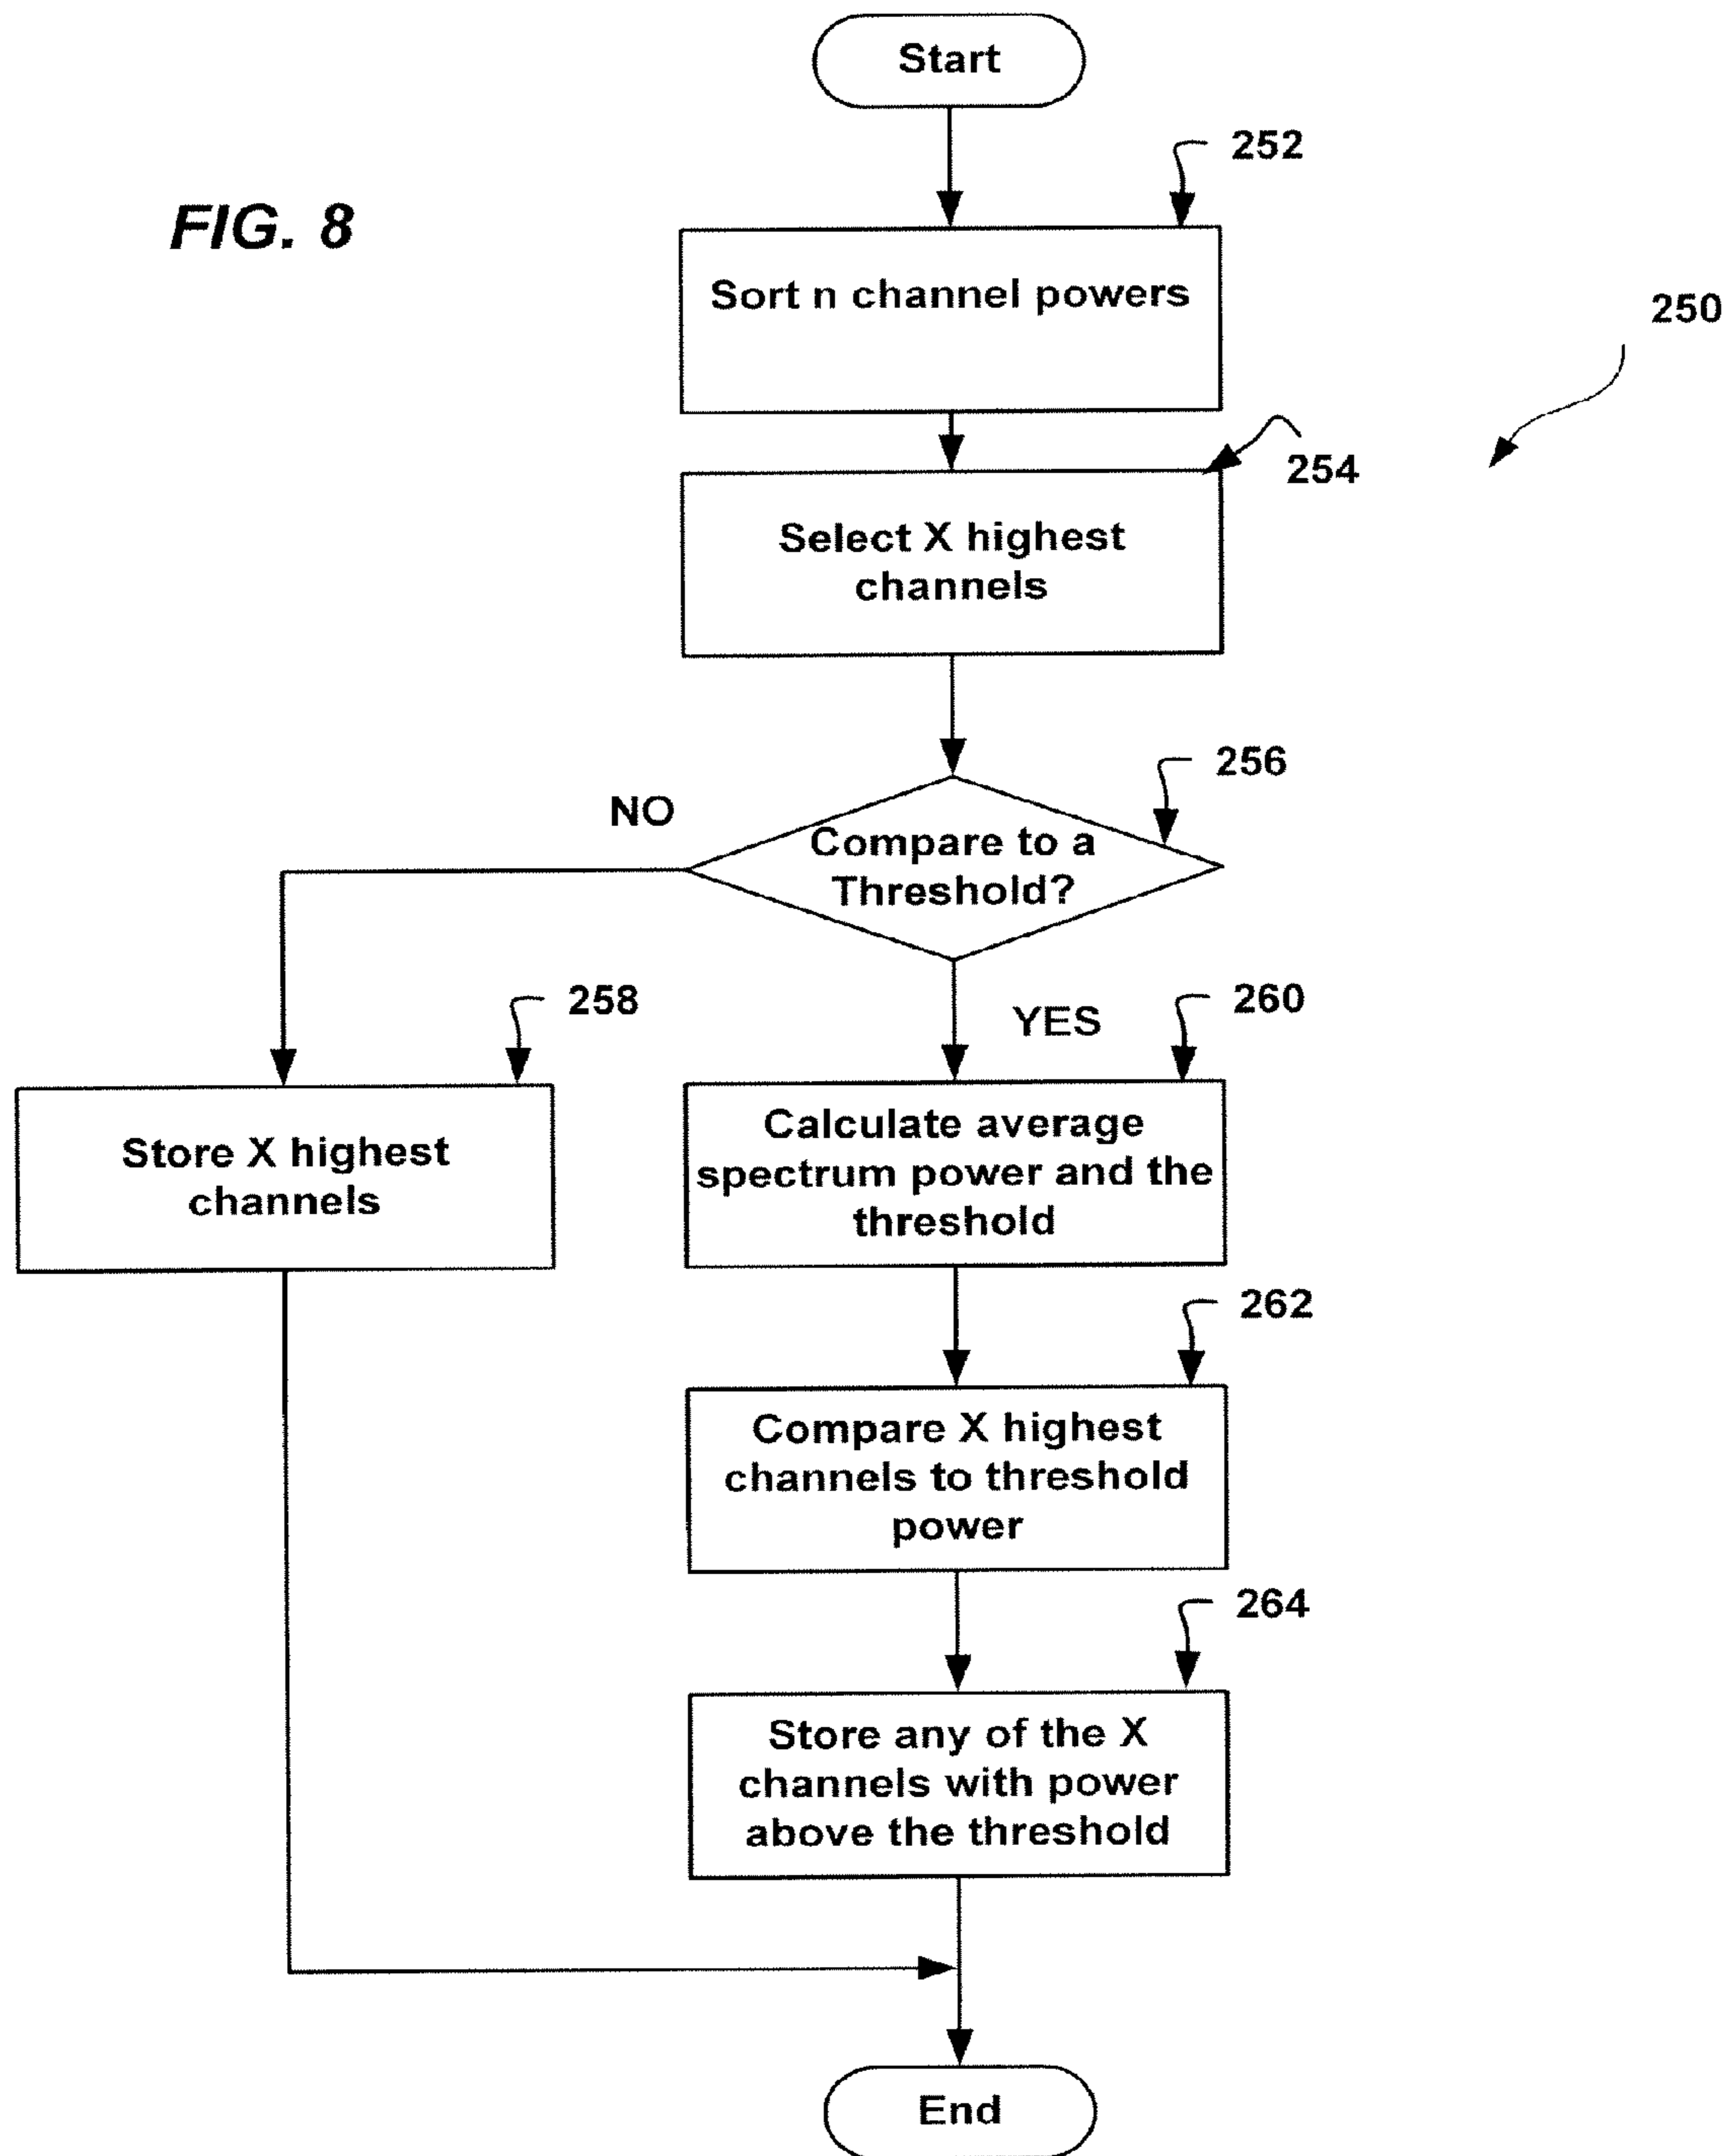 Start
252
FIG. 8
Sort n channel powers
250
254
Select X highest
channels
256
NO
Compare to a
Threshold?
258
YES
260
Store X highest
channels
Calculate average
spectrum power and the
threshold
262
Compare X highest
channels to threshold
power
264
Store any of the X
channels with power
above the threshold
End